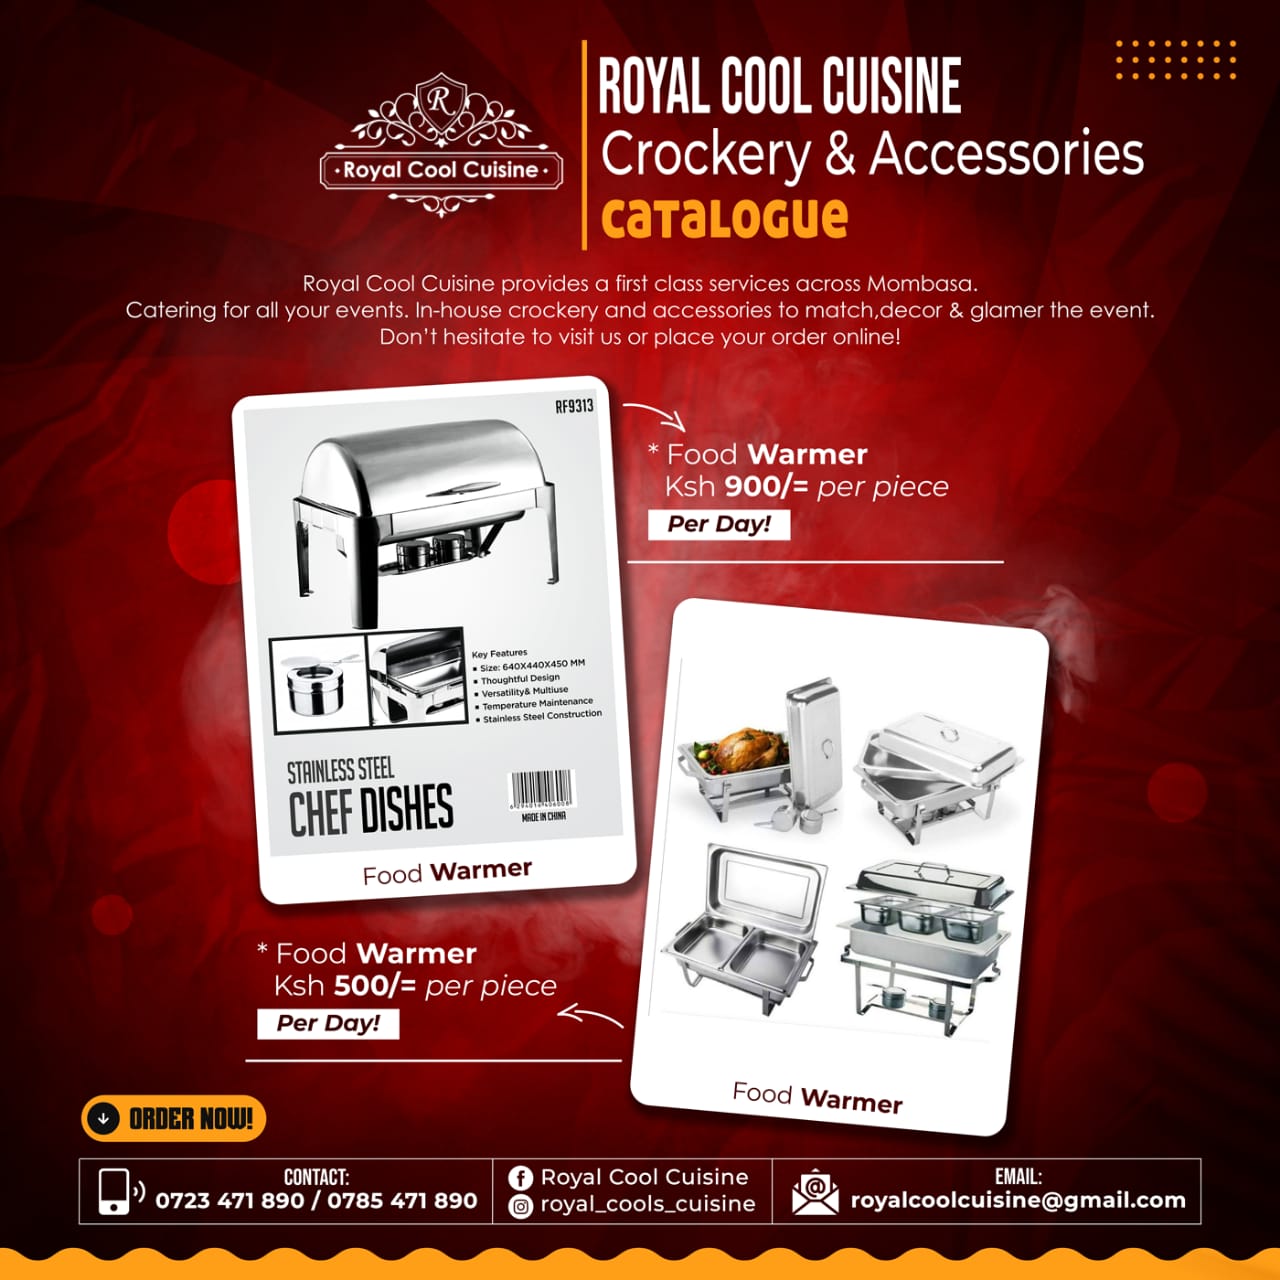 R
Royal Cool Cuisine
ROYAL COOL CUISINE
Crockery & Accessories
CATALOGUE
Royal Cool Cuisine provides a first class services across Mombasa.
Catering for all your events. In-house crockery and accessories to match,decor & glamer the event.
Don't hesitate to visit us or place your order online!
RF9313
* Food Warmer
Ksh 900/= per piece
Per Day!
Key Features
▪ Size: 640X440X450 MM
▪ Thoughtful Design
▪ Versatility& Multiuse
▪ Temperature Maintenance
▪ Stainless Steel Construction
STAINLESS STEEL
CHEF DISHES
MADE IN CHINA
Food Warmer
* Food Warmer
Ksh 500/= per piece
Per Day!
Food Warmer
ORDER NOW!
CONTACT:
0723 471 890 / 0785 471 890
Royal Cool Cuisine
royal_cools_cuisine
EMAIL:
royalcoolcuisine@gmail.com